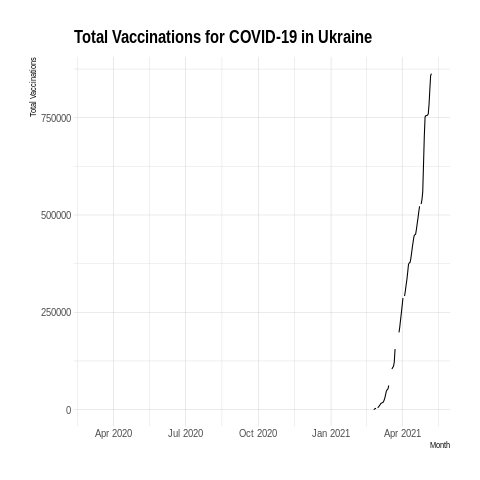 Total Vaccinations for COVID-19 in Ukraine
Total Vaccinations
750000
500000
250000
0
Apr 2020 Jul 2020 Oct 2020 Jan 2021 Apr 2021
Month